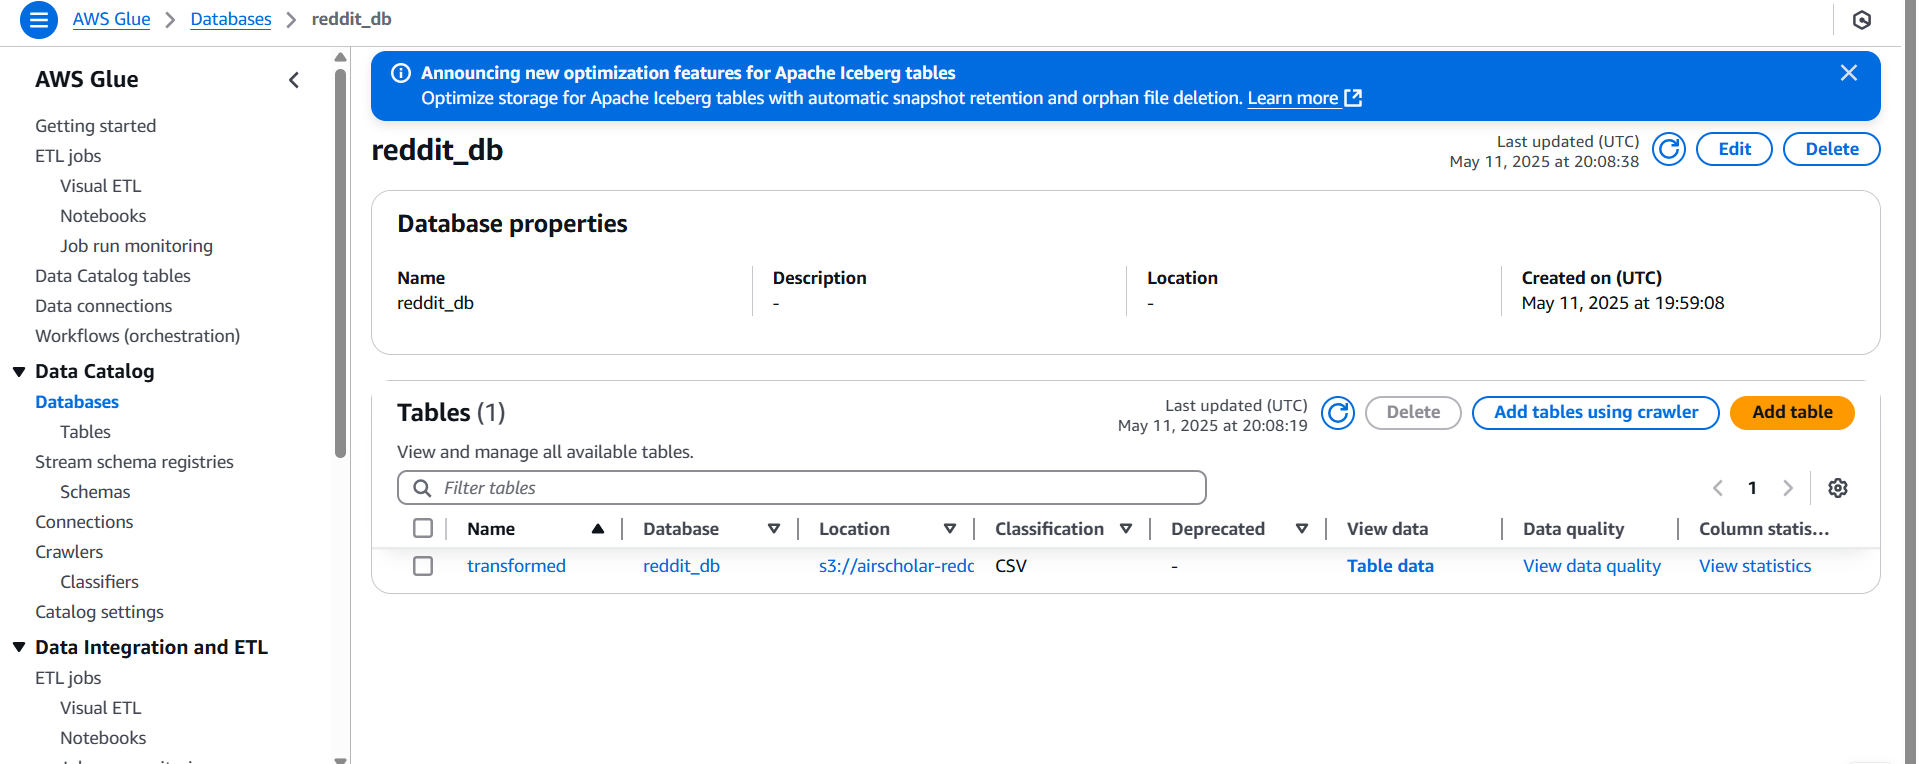 AWS Glue > Databases > reddit_db
AWS Glue
Getting started
ETL jobs
Visual ETL
Notebooks
Job run monitoring
Data Catalog tables
Data connections
Workflows (orchestration)
Data Catalog
Databases
Tables
Stream schema registries
Schemas
Connections
Crawlers
Classifiers
Catalog settings
Data Integration and ETL
ETL jobs
Visual ETL
Notebooks
Announcing new optimization features for Apache Iceberg tables
Optimize storage for Apache Iceberg tables with automatic snapshot retention and orphan file deletion. Learn more
reddit_db
Last updated (UTC)
May 11, 2025 at 20:08:38
Edit
Delete
Database properties
Name
reddit_db
Description
-
Location
-
Created on (UTC)
May 11, 2025 at 19:59:08
Tables (1)
Last updated (UTC)
May 11, 2025 at 20:08:19
Delete
Add tables using crawler
Add table
View and manage all available tables.
Filter tables
1
Name Database Location Classification Deprecated View data Data quality Column statis...
transformed reddit_db s3://airscholar-redd CSV - Table data View data quality View statistics